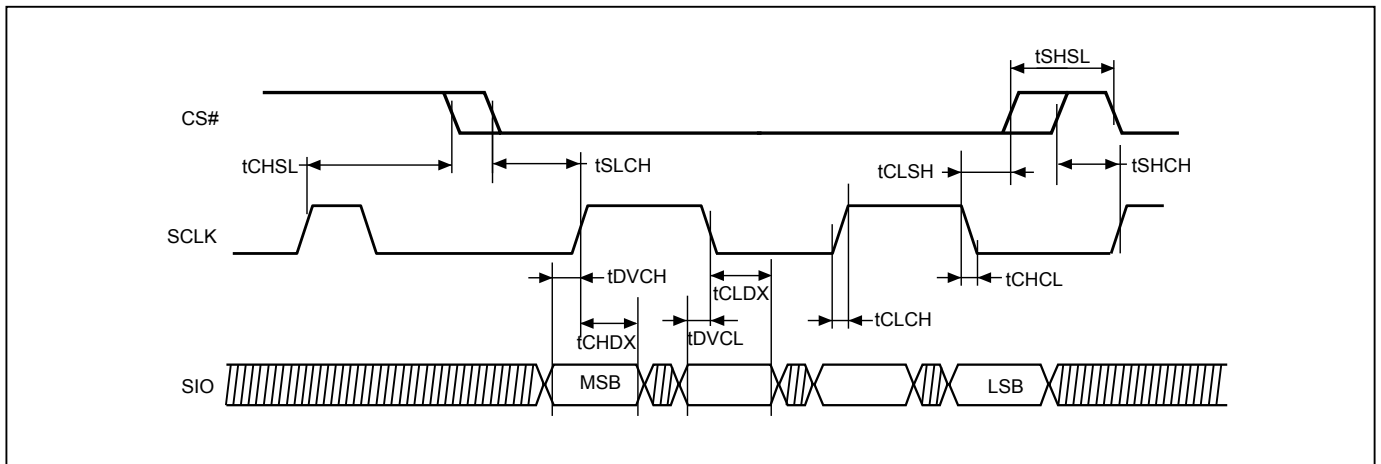 tSHSL
CS#
tCHSL
tSLCH
tCLSH
tSHCH
SCLK
tDVCH
tCLDX
tCHCL
tCLCH
tCHDX
tDVCL
SIO
MSB
LSB